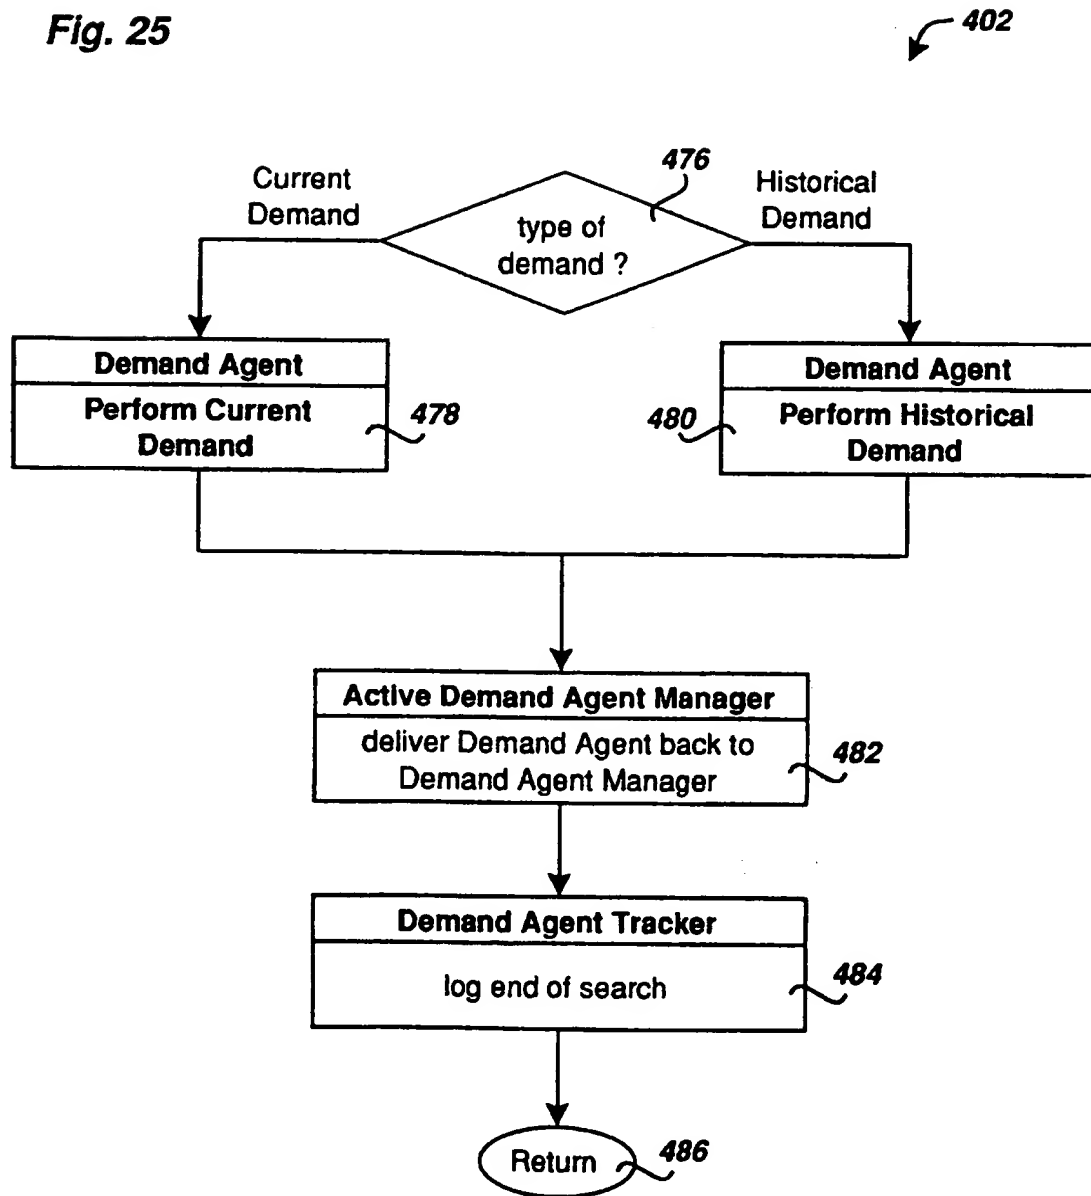 Fig. 25
402
476
Current
Demand
Historical
Demand
type of
demand ?
Demand Agent
Perform Current
Demand
478
Demand Agent
480
Perform Historical
Demand
Active Demand Agent Manager
deliver Demand Agent back to
Demand Agent Manager
482
Demand Agent Tracker
log end of search
484
Return
486